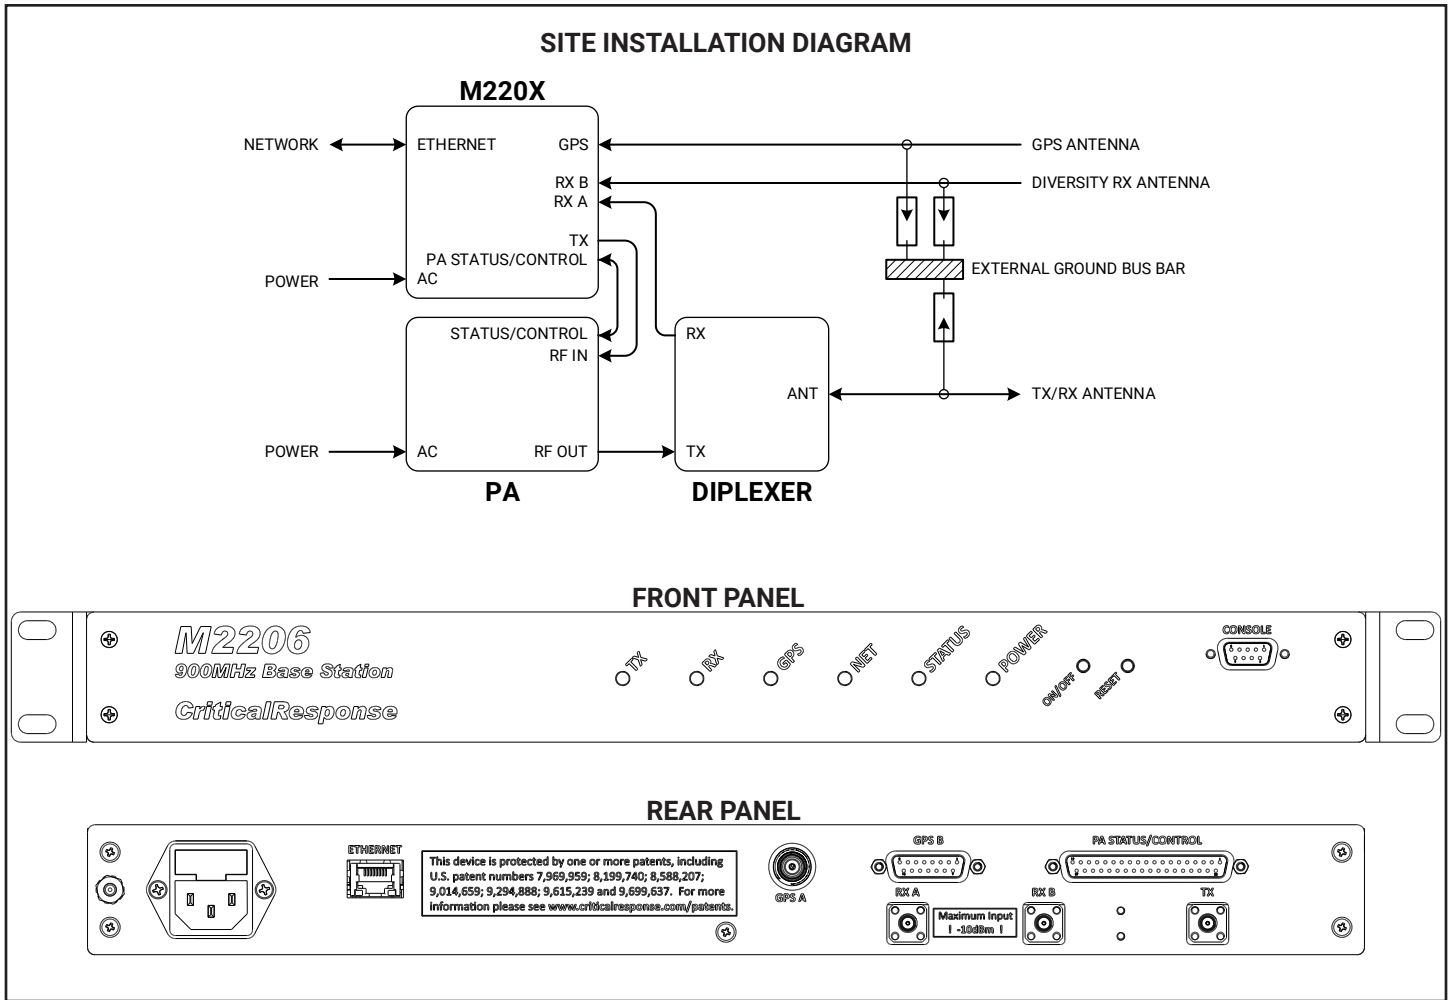 SITE INSTALLATION DIAGRAM
M220X
NETWORK
ETHERNET
GPS
GPS ANTENNA
RX B
DIVERSITY RX ANTENNA
RX A
TX
PA STATUS/CONTROL
EXTERNAL GROUND BUS BAR
POWER
AC
STATUS/CONTROL
RF IN
RX
ANT
TX/RX ANTENNA
POWER
AC
RF OUT
TX
PA
DIPLEXER
FRONT PANEL
M2206
900MHz Base Station
CriticalResponse
TX
RX
GPS
NET
STATUS
POWER
ON/OFF
RESET
CONSOLE
REAR PANEL
ETHERNET
This device is protected by one or more patents, including
U.S. patent numbers 7,969,959; 8,199,740; 8,588,207;
9,014,659; 9,294,888; 9,615,239 and 9,699,637. For more
information please see www.criticalresponse.com/patents.
GPS A
GPS B
PA STATUS/CONTROL
RX A
Maximum Input
! -10dBm !
RX B
TX